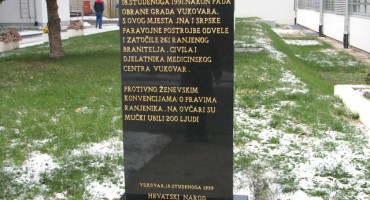 18.STUDENOGA 1991.NAKON PADA
OBRANE GRADA VUKOVARA,
S OVOG MJESTA JNA I SRPSKE
PARAVOJNE POSTROJBE ODVELE
I ZATOČILE 261 RANJENOG
BRANITELJA, CIVILA I
DJELATNIKA MEDICINSKOG
CENTRA VUKOVAR.
PROTIVNO ŽENEVSKIM
KONVENCIJAMA O PRAVIMA
RANJENIKA, NA OVČARI SU
MUČKI UBILI 200 LJUDI
VUKOVAR, 18.STUDENOGA 1998
HRVATSKI NAROD